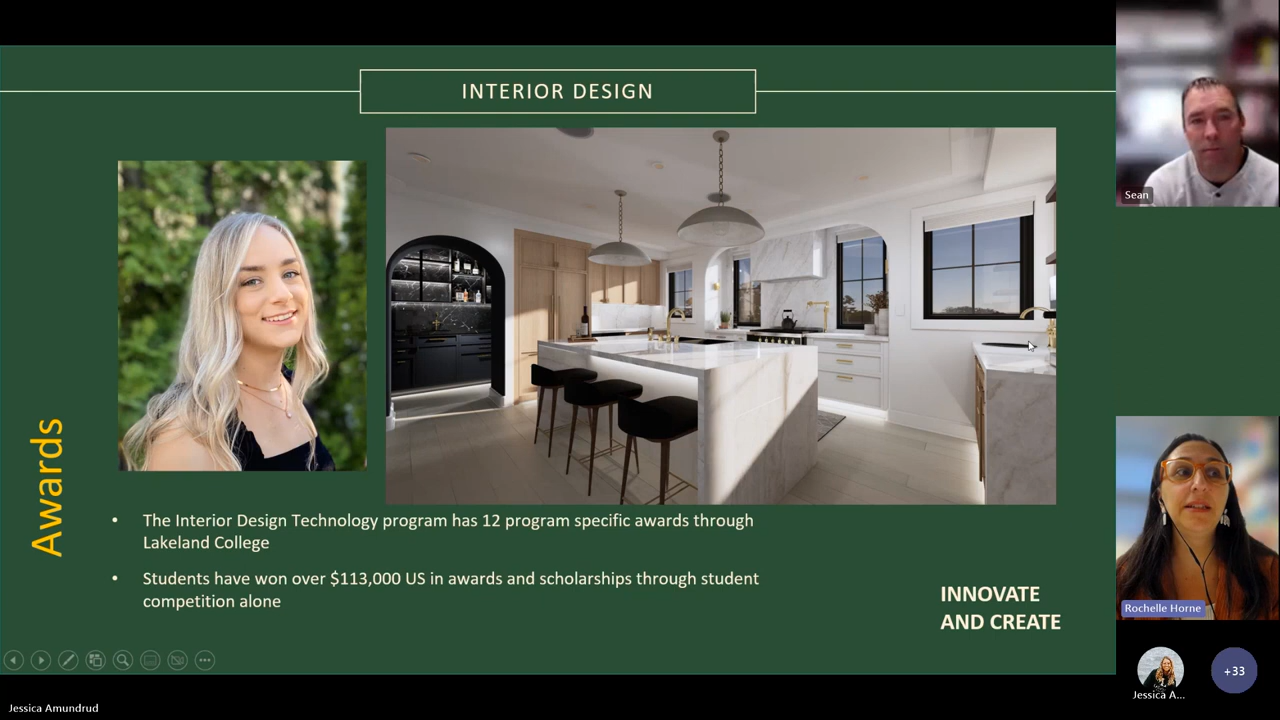 INTERIOR DESIGN
Awards
• The Interior Design Technology program has 12 program specific awards through
Lakeland College
• Students have won over $113,000 US in awards and scholarships through student
competition alone
INNOVATE
AND CREATE
Sean
Rochelle Horne
Jessica A...
+33
Jessica Amundrud